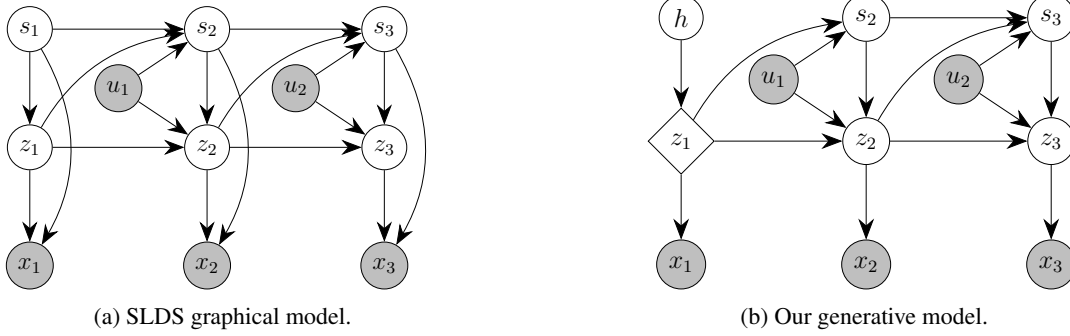 s1 s2 s3 h s2 s3
u1 u2 u1 u2
z1 z2 z3 z1 z2 z3
x1 x2 x3 x1 x2 x3
(a) SLDS graphical model. (b) Our generative model.